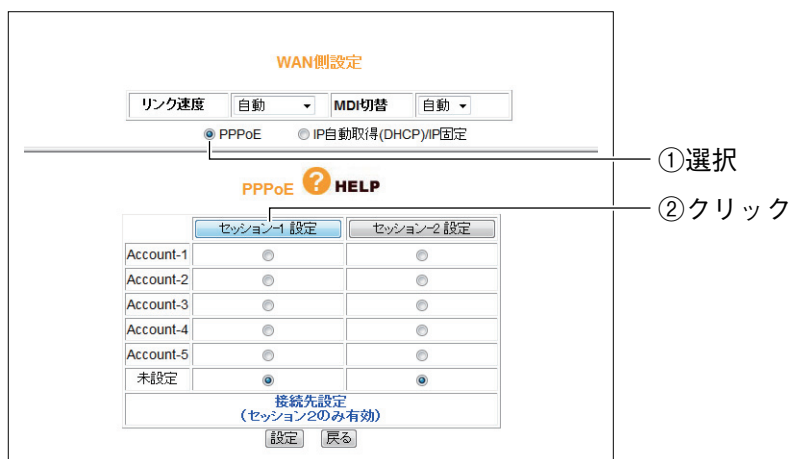 WAN側設定
リンク速度 自動 MDI切替 自動
PPPoE IP自動取得(DHCP)/IP固定
①選択
PPPoE ? HELP
②クリック
セッション-1 設定 セッション-2 設定
Account-1
Account-2
Account-3
Account-4
Account-5
未設定
接続先設定
(セッション2のみ有効)
設定 戻る